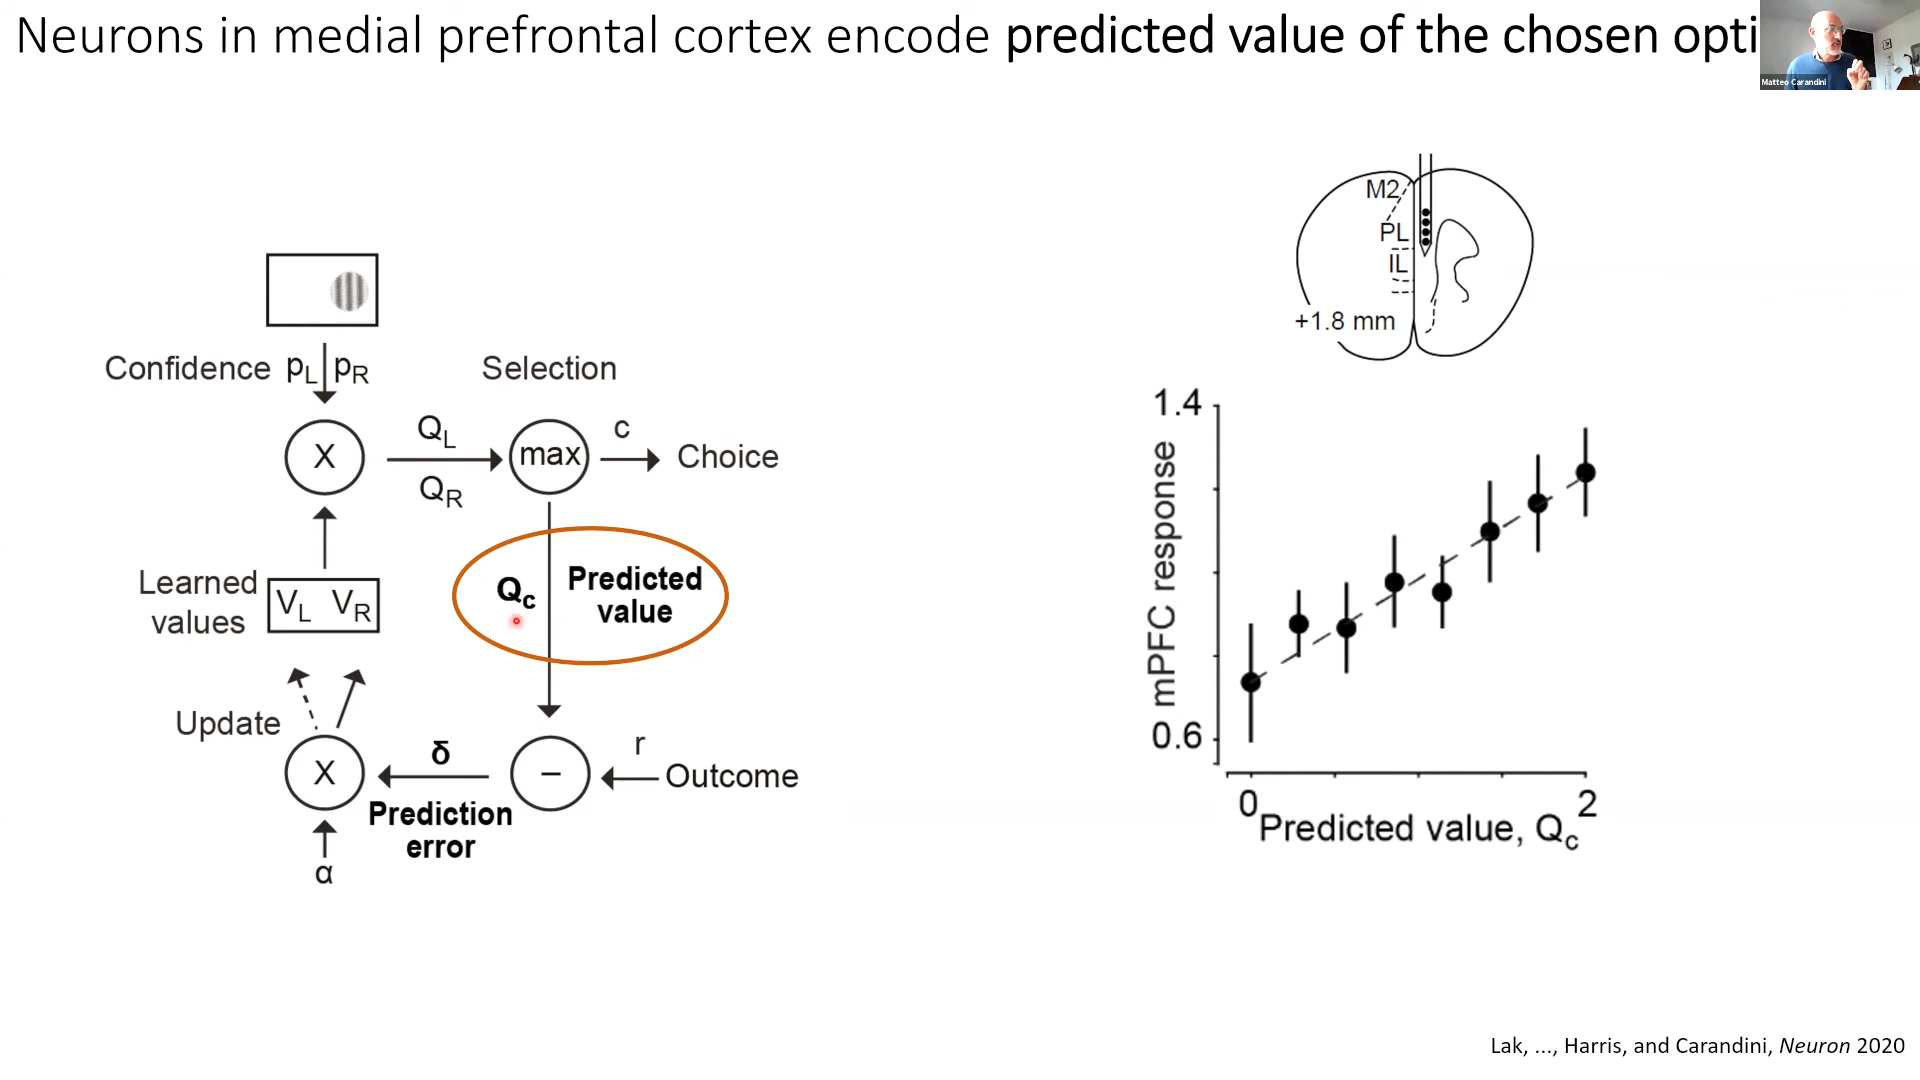 Neurons in medial prefrontal cortex encode predicted value of the chosen opti
Matteo Carandini
Confidence pL pR
Selection
X
QL
QR
max
c
Choice
Learned
values
VL VR
Qc
Predicted
value
Update
X
δ
Prediction
error
−
r
Outcome
α
M2
PL
IL
+1.8 mm
1.4
mPFC response
0.6
0
2
Predicted value, Qc
Lak, ..., Harris, and Carandini, Neuron 2020